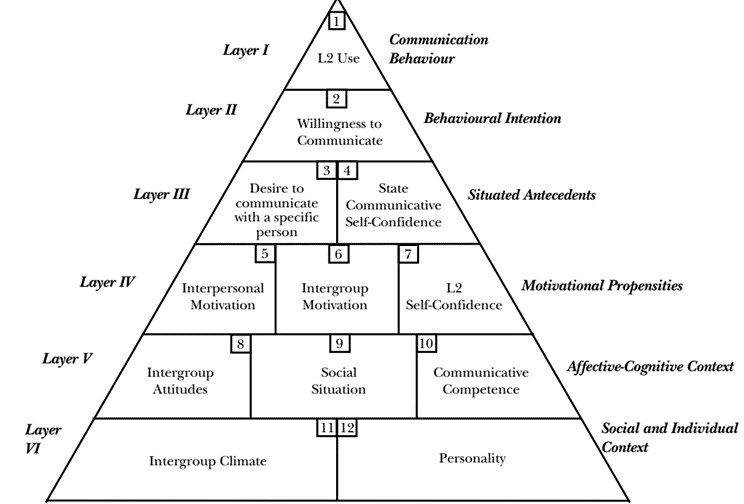 1
Layer I
L2 Use
Communication
Behaviour
2
Layer II
Willingness to
Communicate
Behavioural Intention
3
4
Layer III
Desire to
communicate
with a specific
person
State
Communicative
Self-Confidence
Situated Antecedents
5
6
7
Layer IV
Interpersonal
Motivation
Intergroup
Motivation
L2
Self-Confidence
Motivational Propensities
8
9
10
Layer V
Intergroup
Attitudes
Social
Situation
Communicative
Competence
Affective-Cognitive Context
11
12
Layer
VI
Intergroup Climate
Personality
Social and Individual
Context